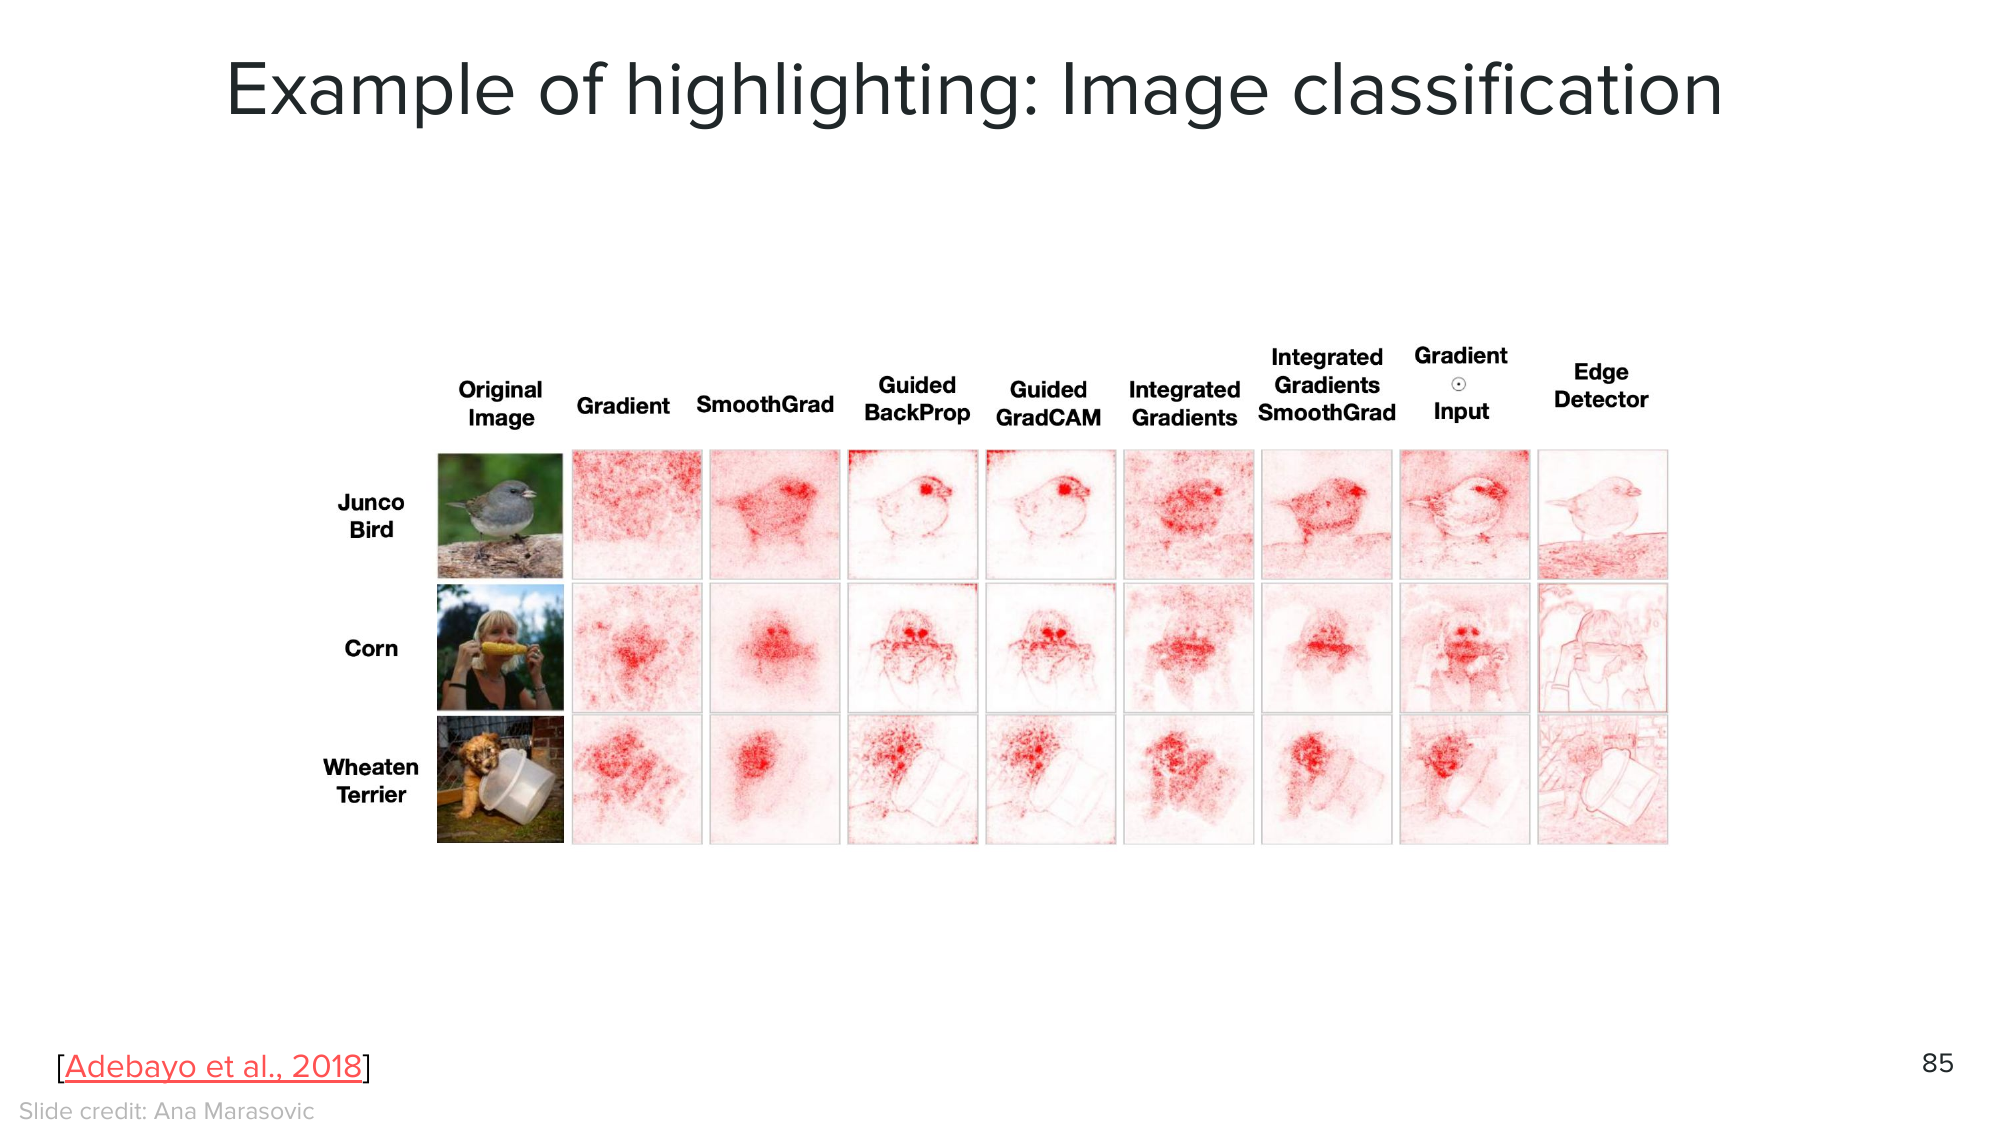 Example of highlighting: Image classification
Original
Image
Gradient
SmoothGrad
Guided
BackProp
Guided
GradCAM
Integrated
Gradients
Integrated
Gradients
SmoothGrad
Gradient
⊙
Input
Edge
Detector
Junco
Bird
Corn
Wheaten
Terrier
[Adebayo et al., 2018]
Slide credit: Ana Marasovic
85